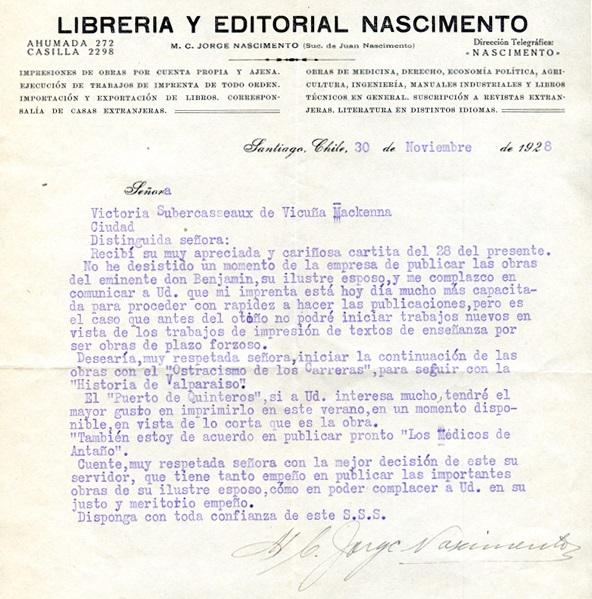 LIBRERIA Y EDITORIAL NASCIMENTO
AHUMADA 272
CASILLA 2298
M. C. JORGE NASCIMENTO (Suc. de Juan Nascimento)
Dirección Telegráfica:
«NASCIMENTO»
IMPRESIONES DE OBRAS POR CUENTA PROPIA Y AJENA.
EJECUCIÓN DE TRABAJOS DE IMPRENTA DE TODO ORDEN.
IMPORTACIÓN Y EXPORTACIÓN DE LIBROS. CORRESPON-
SALÍA DE CASAS EXTRANJERAS.
OBRAS DE MEDICINA, DERECHO, ECONOMÍA POLÍTICA, AGRI-
CULTURA, INGENIERÍA, MANUALES INDUSTRIALES Y LIBROS
TÉCNICOS EN GENERAL. SUSCRIPCIÓN A REVISTAS EXTRAN-
JERAS. LITERATURA EN DISTINTOS IDIOMAS.
Santiago, Chile, 30 de Noviembre de 1928
Señora
Victoria Subercasseaux de Vicuña Mackenna
Ciudad
Distinguida señora:
Recibí su muy apreciada y cariñosa cartita del 28 del presente.
No he desistido un momento de la empresa de publicar las obras
del eminente don Benjamin,su ilustre esposo,y me complazco en
comunicar a Ud. que mi imprenta está hoy día mucho más capacita-
da para proceder con rapidez a hacer las publicaciones,pero es
el caso que antes del otoño no podré iniciar trabajos nuevos en
vista de los trabajos de impresión de textos de enseñanza por
ser obras de plazo forzoso.
Desearía,muy respetada señora,iniciar la continuación de las
obras con el "Ostracismo de los Carreras",para seguir con la
"Historia de Valparaiso".
El "Puerto de Quinteros",si a Ud. interesa mucho,tendré el
mayor gusto en imprimirlo en este verano,en un momento dispo-
nible,en vista de lo corta que es la obra.
"También estoy de acuerdo en publicar pronto "Los Médicos de
Antaño".
Cuente,muy respetada señora con la mejor decisión de este su
servidor, que tiene tanto empeño en publicar las importantes
obras de su ilustre esposo,cómo en poder complacer a Ud. en su
justo y meritorio empeño.
Disponga con toda confianza de este S.S.S.
M. C. Jorge Nascimento